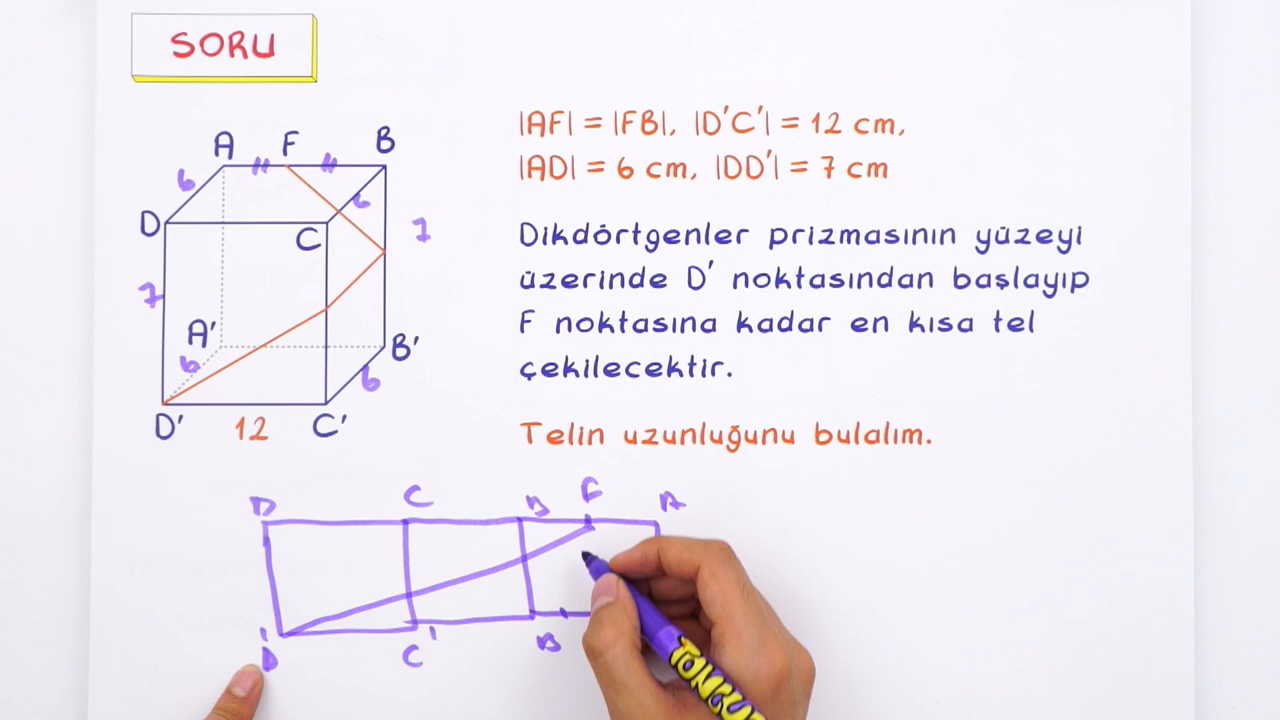 SORU
|AF| = |FB|, |D'C'| = 12 cm,
|AD| = 6 cm, |DD'| = 7 cm
Dikdörtgenler prizmasının yüzeyi
üzerinde D' noktasından başlayıp
F noktasına kadar en kısa tel
çekilecektir.
Telin uzunluğunu bulalım.
A F B
6 6
D C 7
7
A' B'
6 6
D' 12 C'
D C B F A
D' C' B